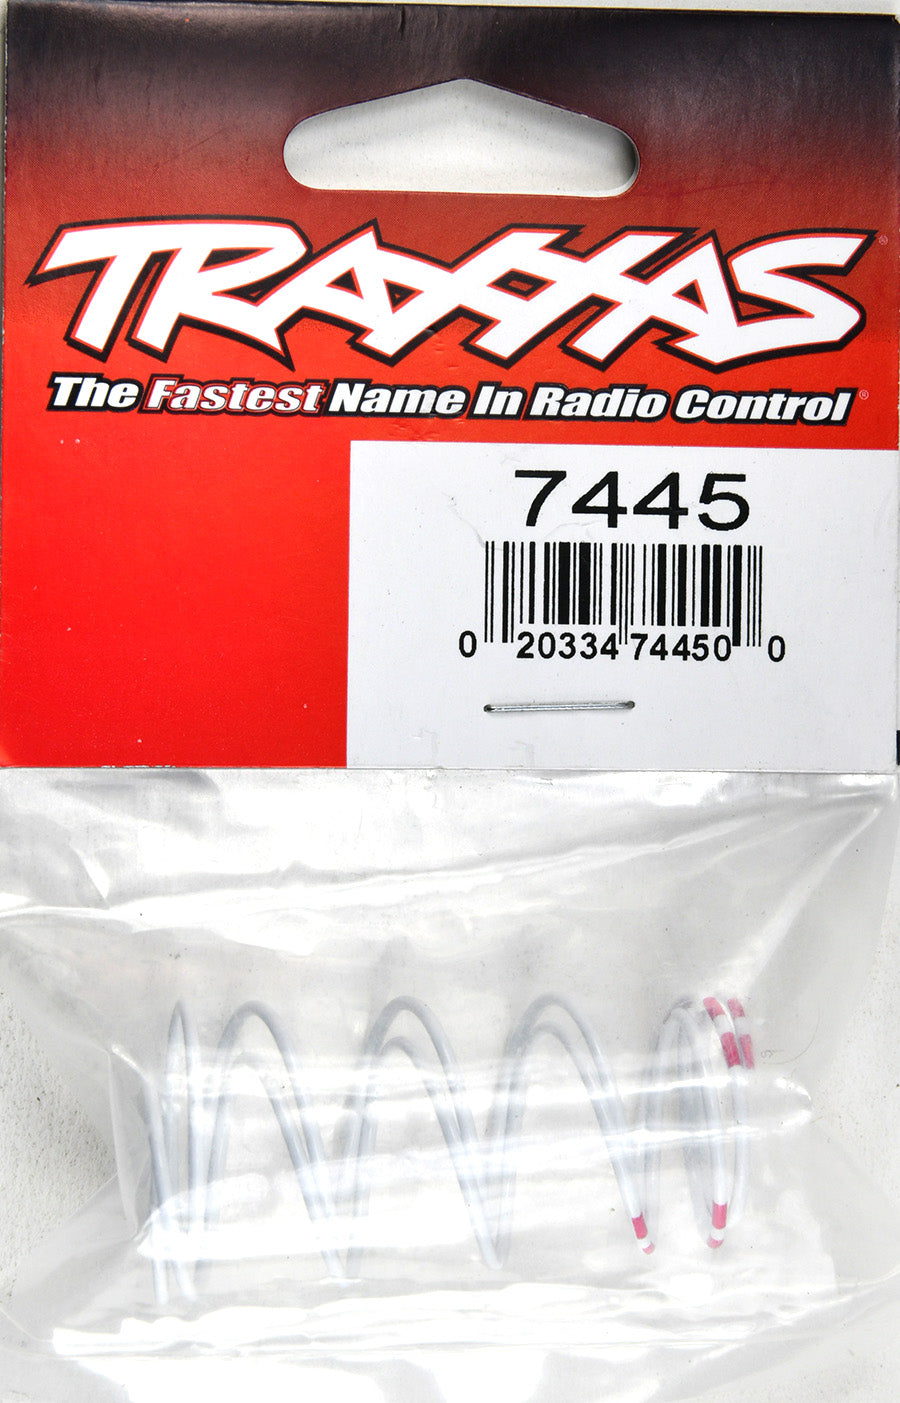 TRAXXAS®
The Fastest Name In Radio Control®
7445
0 20334 74450 0